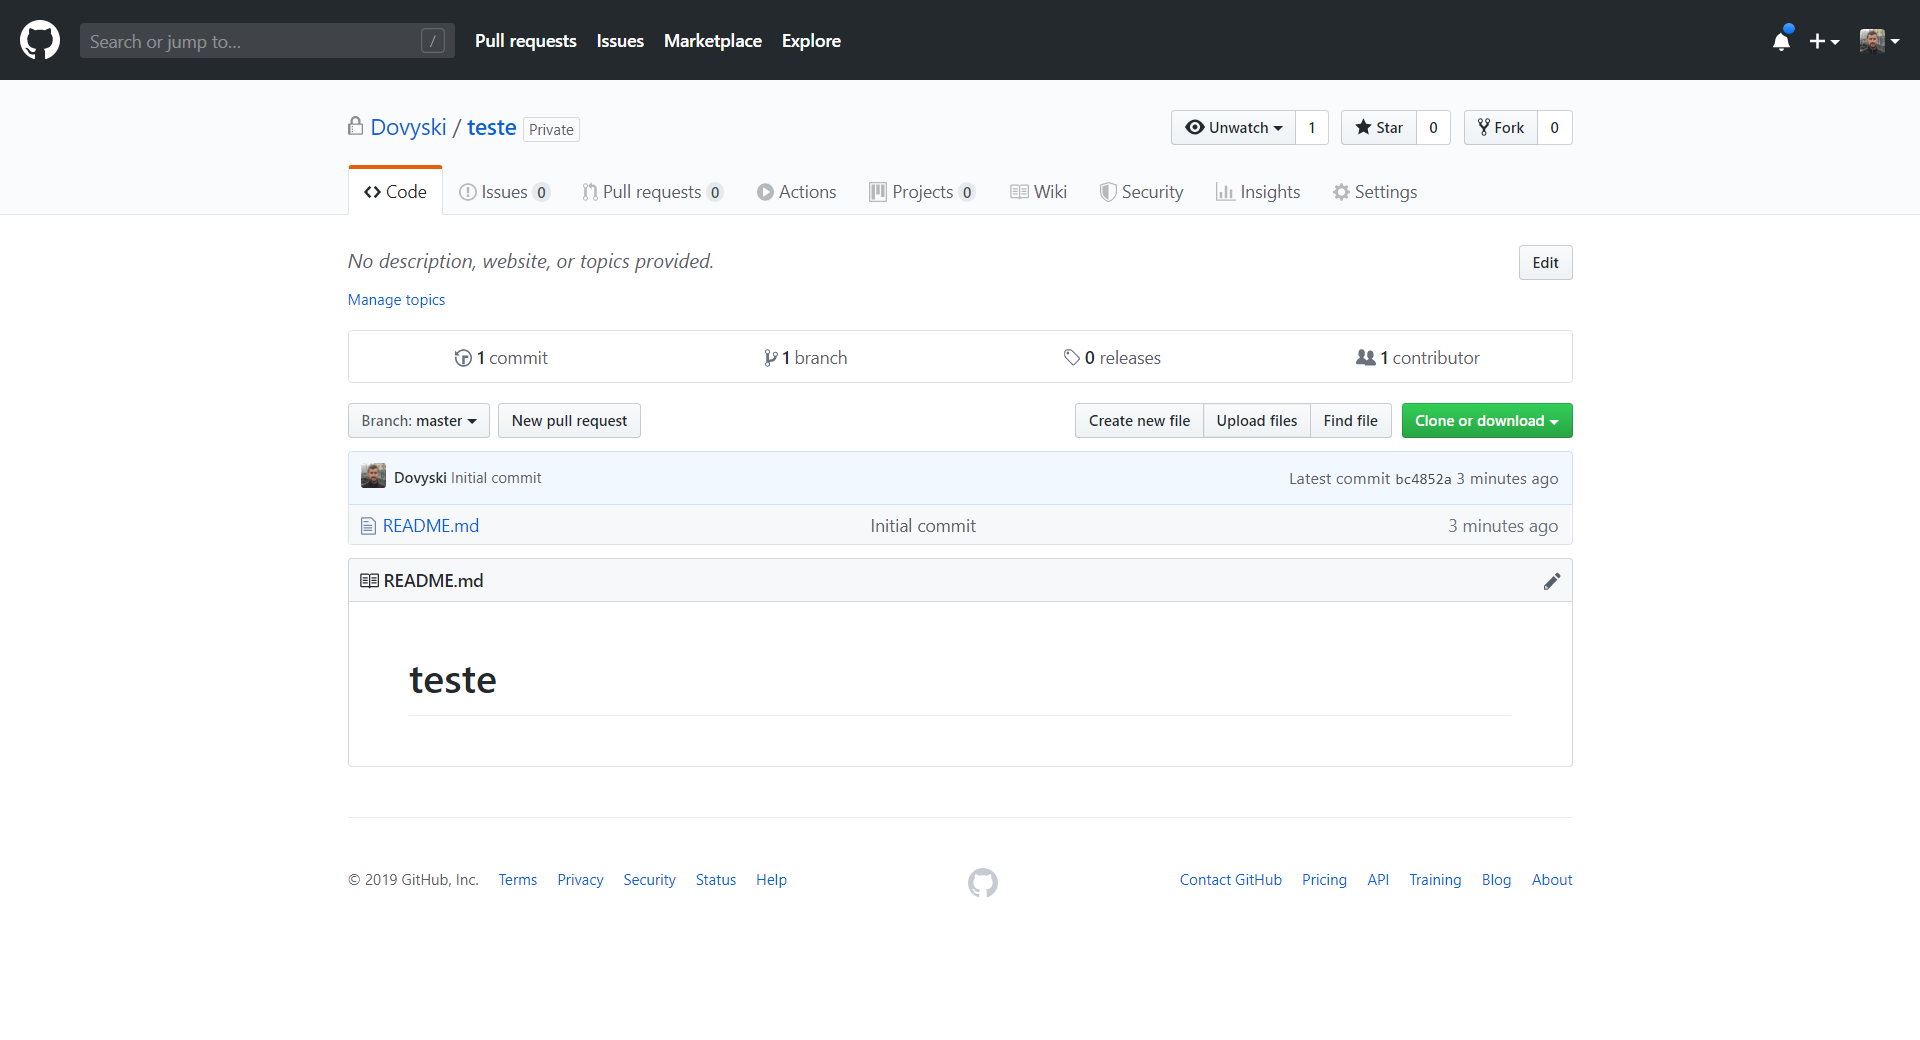 Search or jump to... /
Pull requests Issues Marketplace Explore
Dovyski / teste Private
Unwatch 1 Star 0 Fork 0
Code Issues 0 Pull requests 0 Actions Projects 0 Wiki Security Insights Settings
No description, website, or topics provided.
Edit
Manage topics
1 commit 1 branch 0 releases 1 contributor
Branch: master New pull request Create new file Upload files Find file Clone or download
Dovyski Initial commit Latest commit bc4852a 3 minutes ago
README.md Initial commit 3 minutes ago
README.md
teste
© 2019 GitHub, Inc. Terms Privacy Security Status Help Contact GitHub Pricing API Training Blog About